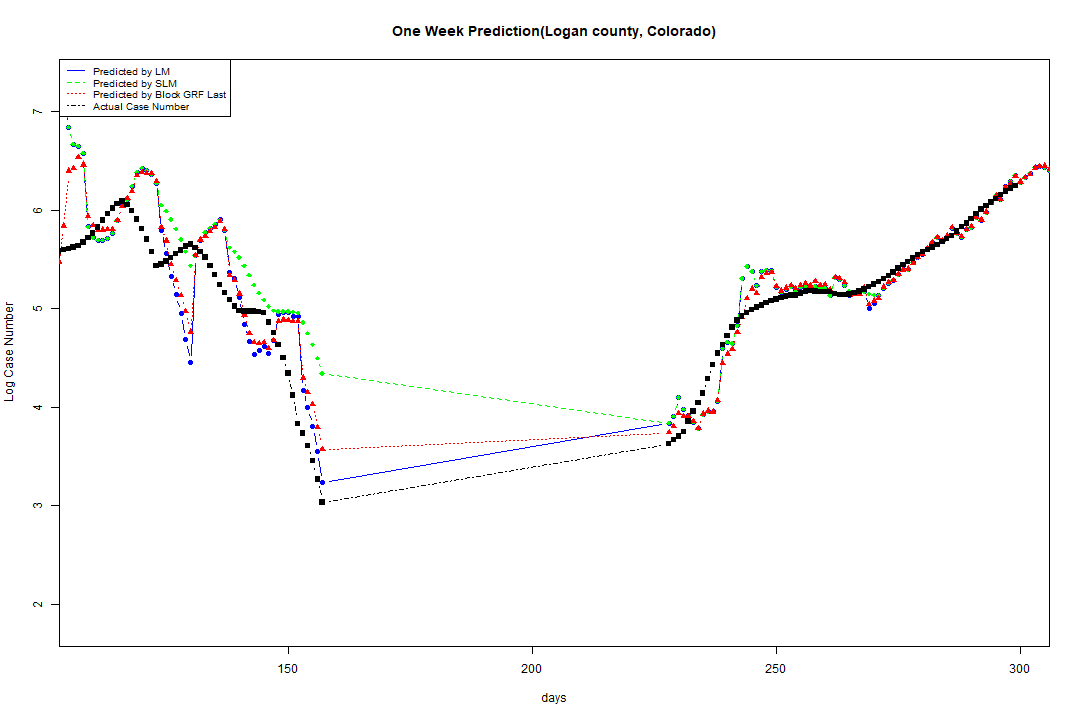 One Week Prediction(Logan county, Colorado)
Predicted by LM
Predicted by SLM
Predicted by Block GRF Last
Actual Case Number
7
6
5
4
3
2
Log Case Number
150
200
250
300
days